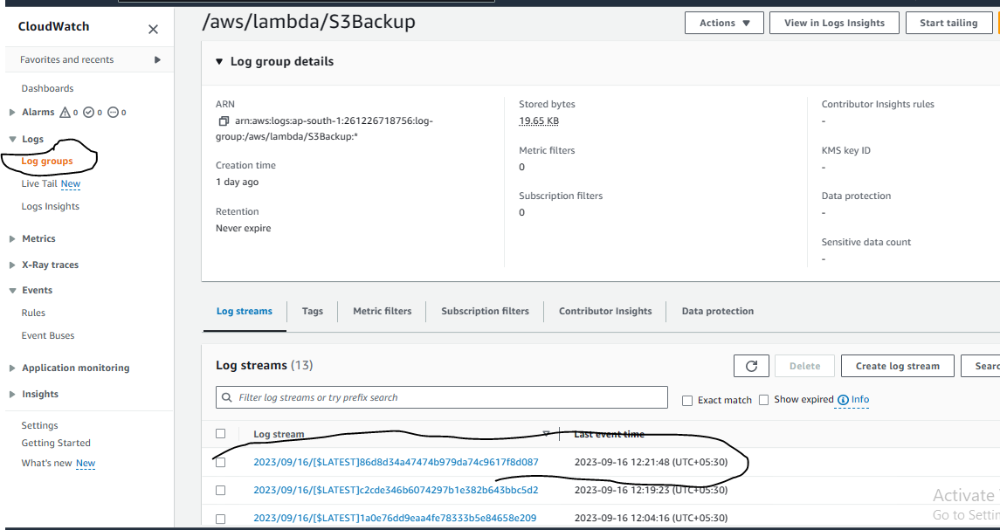 CloudWatch
Favorites and recents
Dashboards
Alarms 0 0 0
Logs
Log groups
Live Tail New
Logs Insights
Metrics
X-Ray traces
Events
Rules
Event Buses
Application monitoring
Insights
Settings
Getting Started
What's new New
/aws/lambda/S3Backup
Actions
View in Logs Insights
Start tailing
Log group details
ARN
arn:aws:logs:ap-south-1:261226718756:log-
group:/aws/lambda/S3Backup:*
Creation time
1 day ago
Retention
Never expire
Stored bytes
19.65 KB
Metric filters
0
Subscription filters
0
Contributor Insights rules
-
KMS key ID
-
Data protection
-
Sensitive data count
-
Log streams
Tags
Metric filters
Subscription filters
Contributor Insights
Data protection
Log streams (13)
Delete
Create log stream
Searc
Filter log streams or try prefix search
Exact match
Show expired
Info
Log stream
Last event time
2023/09/16/[$LATEST]86d8d34a47474b979da74c9617f8d087 2023-09-16 12:21:48 (UTC+05:30)
2023/09/16/[$LATEST]c2cde346b6074297b1e382b643bbc5d2 2023-09-16 12:19:23 (UTC+05:30)
2023/09/16/[$LATEST]1a0e76dd9eaa4fe78333b5e84658e209 2023-09-16 12:04:16 (UTC+05:30)
Activate
Go to Settin